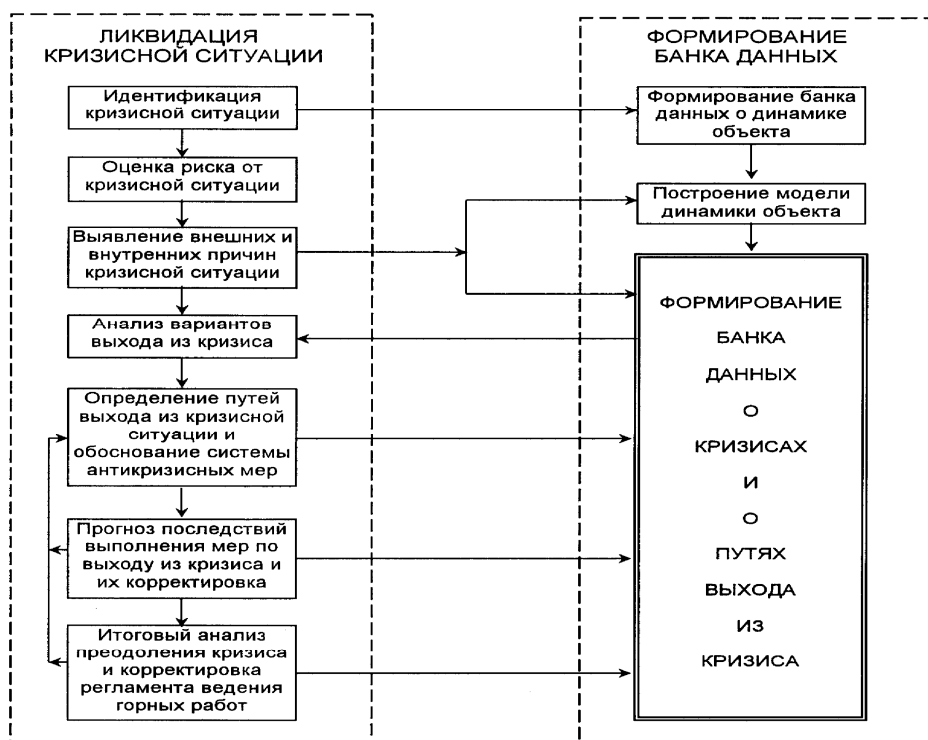 ЛИКВИДАЦИЯ
КРИЗИСНОЙ СИТУАЦИИ
Идентификация
кризисной ситуации
Оценка риска от
кризисной ситуации
Выявление внешних и
внутренних причин
кризисной ситуации
Анализ вариантов
выхода из кризиса
Определение путей
выхода из кризисной
ситуации и
обоснование системы
антикризисных мер
Прогноз последствий
выполнения мер по
выходу из кризиса и
их корректировка
Итоговый анализ
преодоления кризиса
и корректировка
регламента ведения
горных работ
ФОРМИРОВАНИЕ
БАНКА ДАННЫХ
Формирование банка
данных о динамике
объекта
Построение модели
динамики объекта
ФОРМИРОВАНИЕ
БАНКА
ДАННЫХ
О
КРИЗИСАХ
И
О
ПУТЯХ
ВЫХОДА
ИЗ
КРИЗИСА